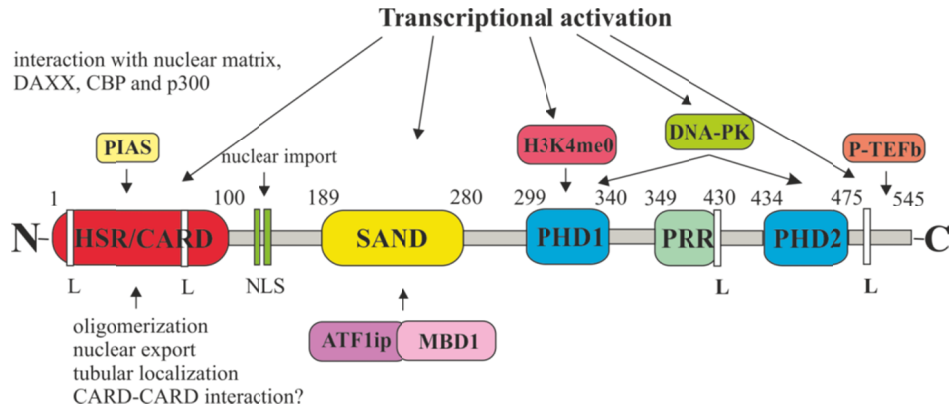 Transcriptional activation
interaction with nuclear matrix,
DAXX, CBP and p300
PIAS
nuclear import
H3K4me0
DNA-PK
P-TEFb
1
100
189
280
299
340
349
430
434
475
545
N
HSR/CARD
SAND
PHD1
PRR
PHD2
C
L
L
NLS
L
L
oligomerization
nuclear export
tubular localization
CARD-CARD interaction?
ATF1ip
MBD1